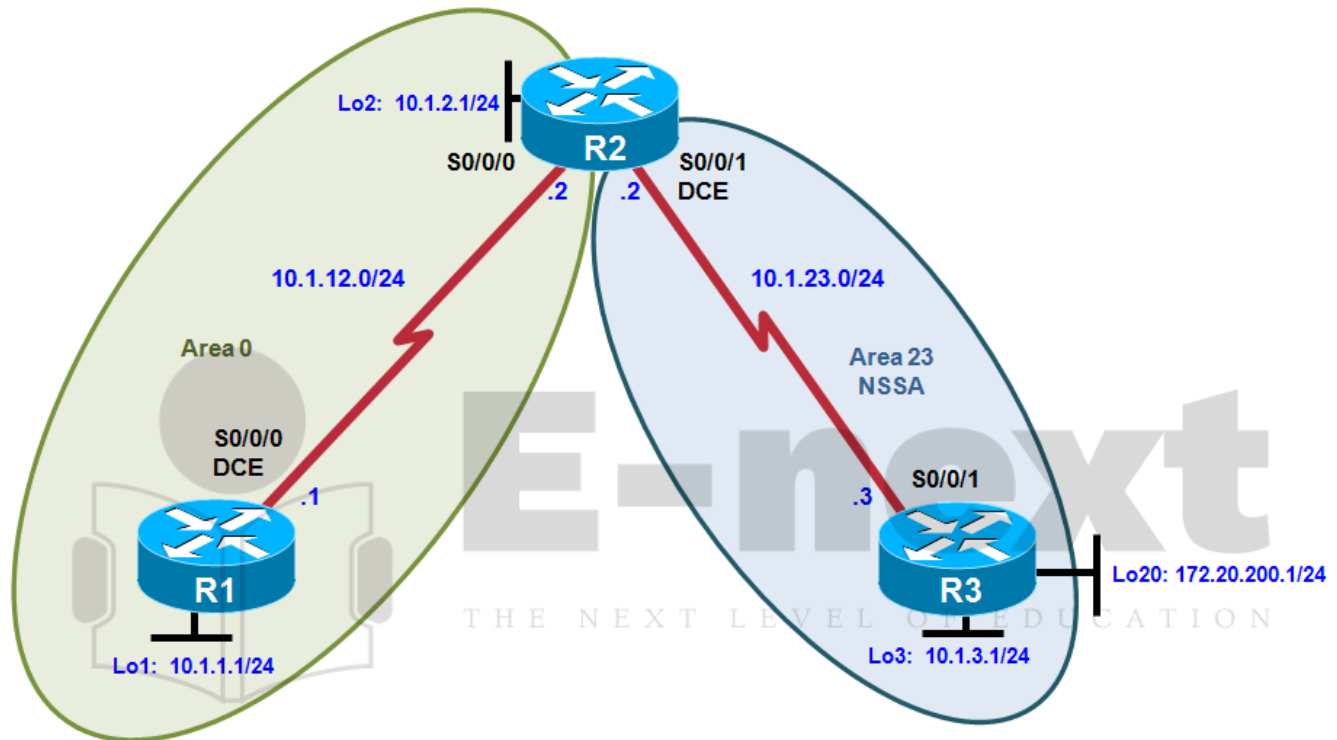 Lo2: 10.1.2.1/24
R2
S0/0/0
S0/0/1
DCE
.2
.2
10.1.12.0/24
10.1.23.0/24
Area 0
Area 23
NSSA
S0/0/0
DCE
.1
S0/0/1
.3
E-next
R1
R3
Lo20: 172.20.200.1/24
THE NEXT LEVEL OF EDUCATION
Lo1: 10.1.1.1/24
Lo3: 10.1.3.1/24